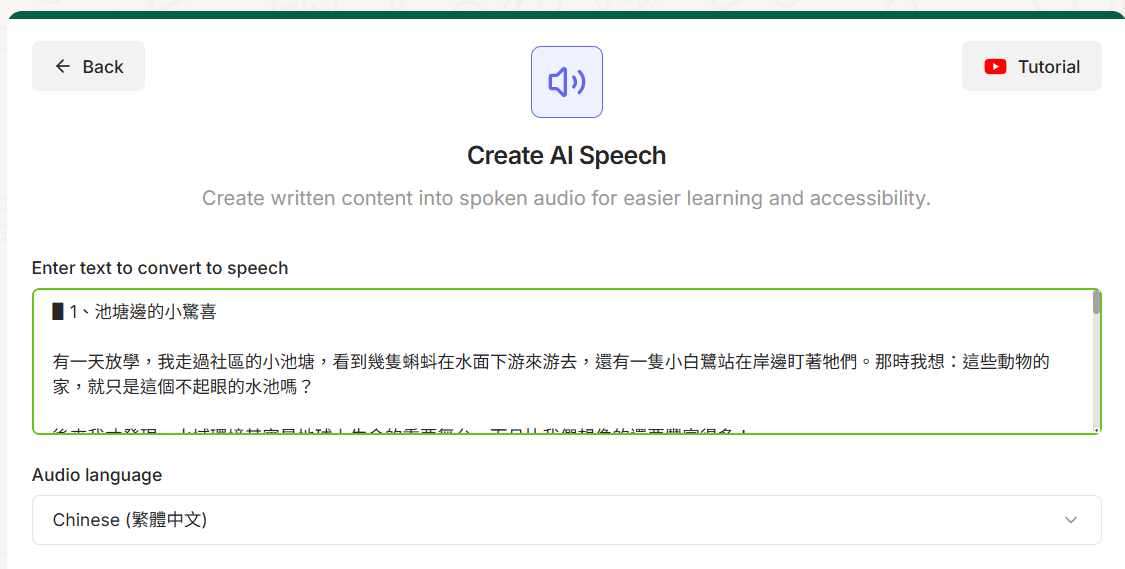 Back
Tutorial
Create AI Speech
Create written content into spoken audio for easier learning and accessibility.
Enter text to convert to speech
█ 1、池塘邊的小驚喜
有一天放學，我走過社區的小池塘，看到幾隻蝌蚪在水面下游來游去，還有一隻小白鷺站在岸邊盯著牠們。那時我想：這些動物的
家，就只是這個不起眼的水池嗎？
Audio language
Chinese (繁體中文)